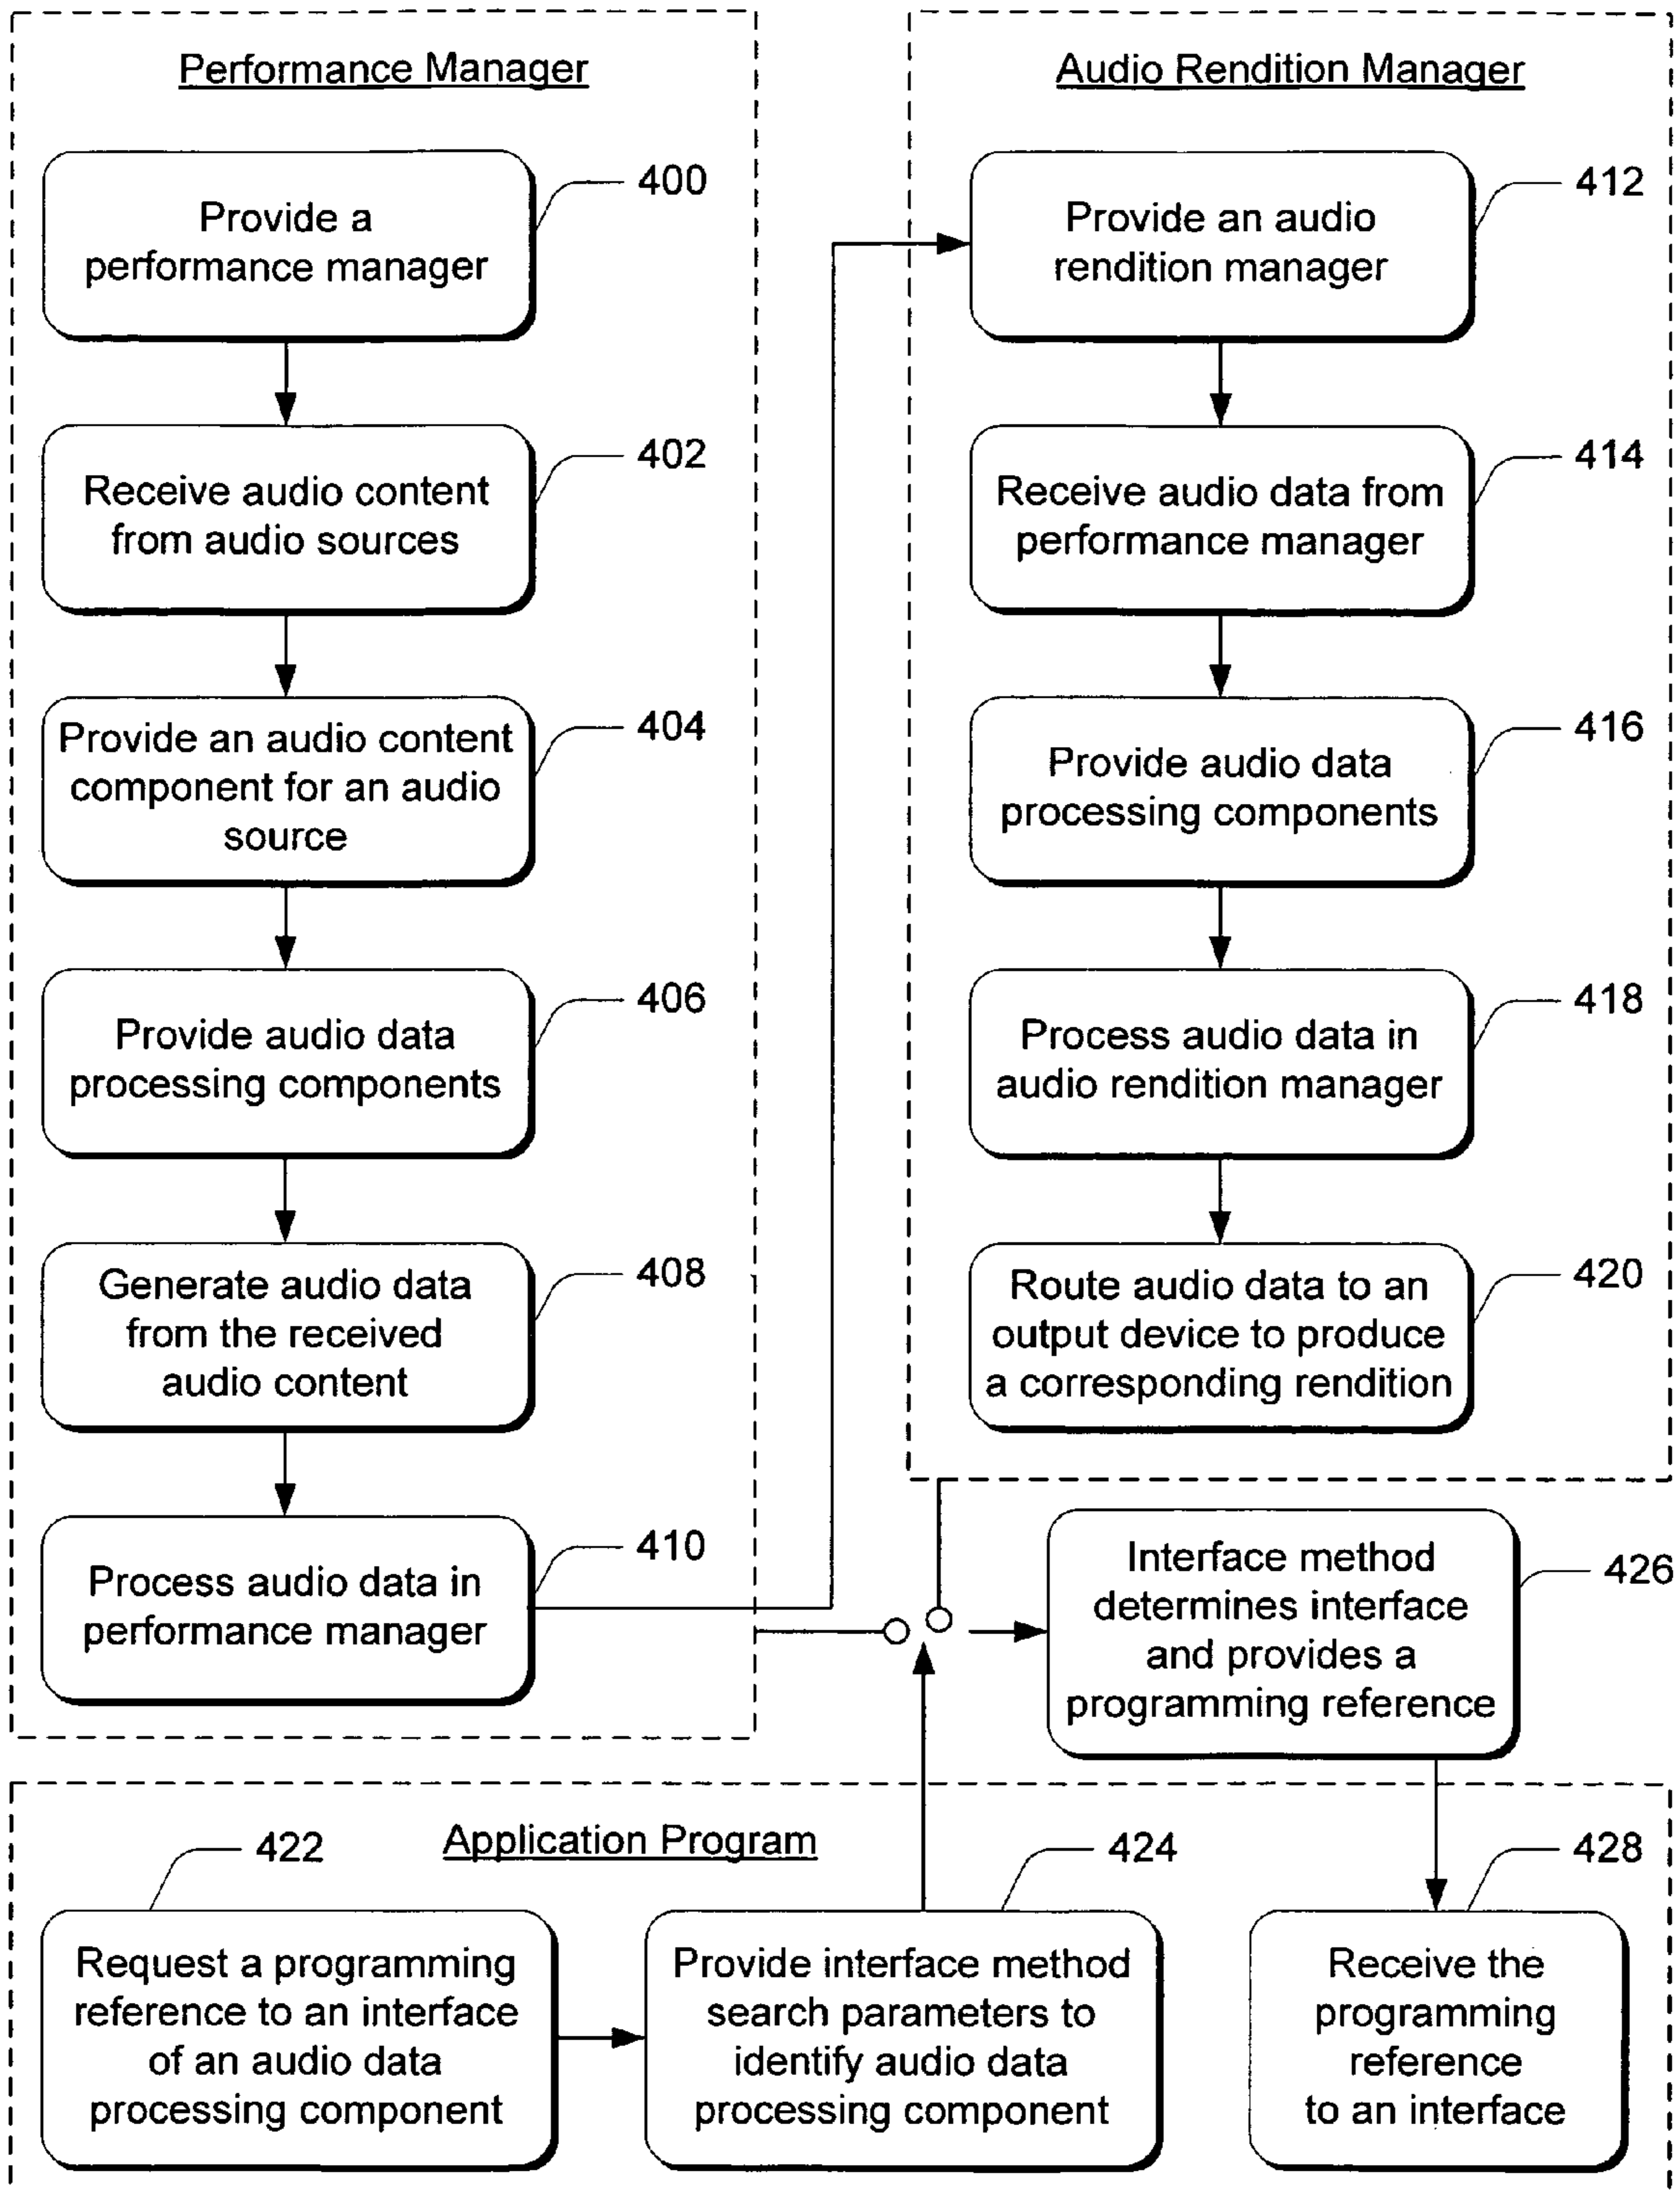 Performance Manager
Provide a
performance manager
400
Receive audio content
from audio sources
402
Provide an audio content
component for an audio
source
404
Provide audio data
processing components
406
Generate audio data
from the received
audio content
408
Process audio data in
performance manager
410
Audio Rendition Manager
Provide an audio
rendition manager
412
Receive audio data from
performance manager
414
Provide audio data
processing components
416
Process audio data in
audio rendition manager
418
Route audio data to an
output device to produce
a corresponding rendition
420
Interface method
determines interface
and provides a
programming reference
426
Application Program
422
Request a programming
reference to an interface
of an audio data
processing component
424
Provide interface method
search parameters to
identify audio data
processing component
428
Receive the
programming
reference
to an interface